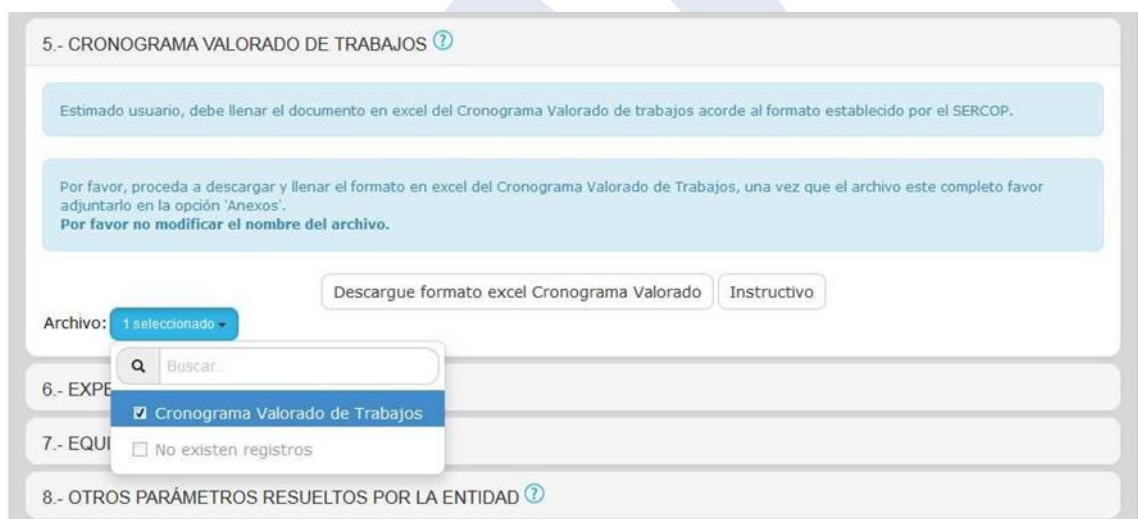 5.- CRONOGRAMA VALORADO DE TRABAJOS ?
Estimado usuario, debe llenar el documento en excel del Cronograma Valorado de trabajos acorde al formato establecido por el SERCOP.
Por favor, proceda a descargar y llenar el formato en excel del Cronograma Valorado de Trabajos, una vez que el archivo este completo favor
adjuntarlo en la opción 'Anexos'.
Por favor no modificar el nombre del archivo.
Descargue formato excel Cronograma Valorado Instructivo
Archivo: 1 seleccionado
Buscar..
6.- EXPE
Cronograma Valorado de Trabajos
7.- EQUI
No existen registros
8.- OTROS PARÁMETROS RESUELTOS POR LA ENTIDAD ?